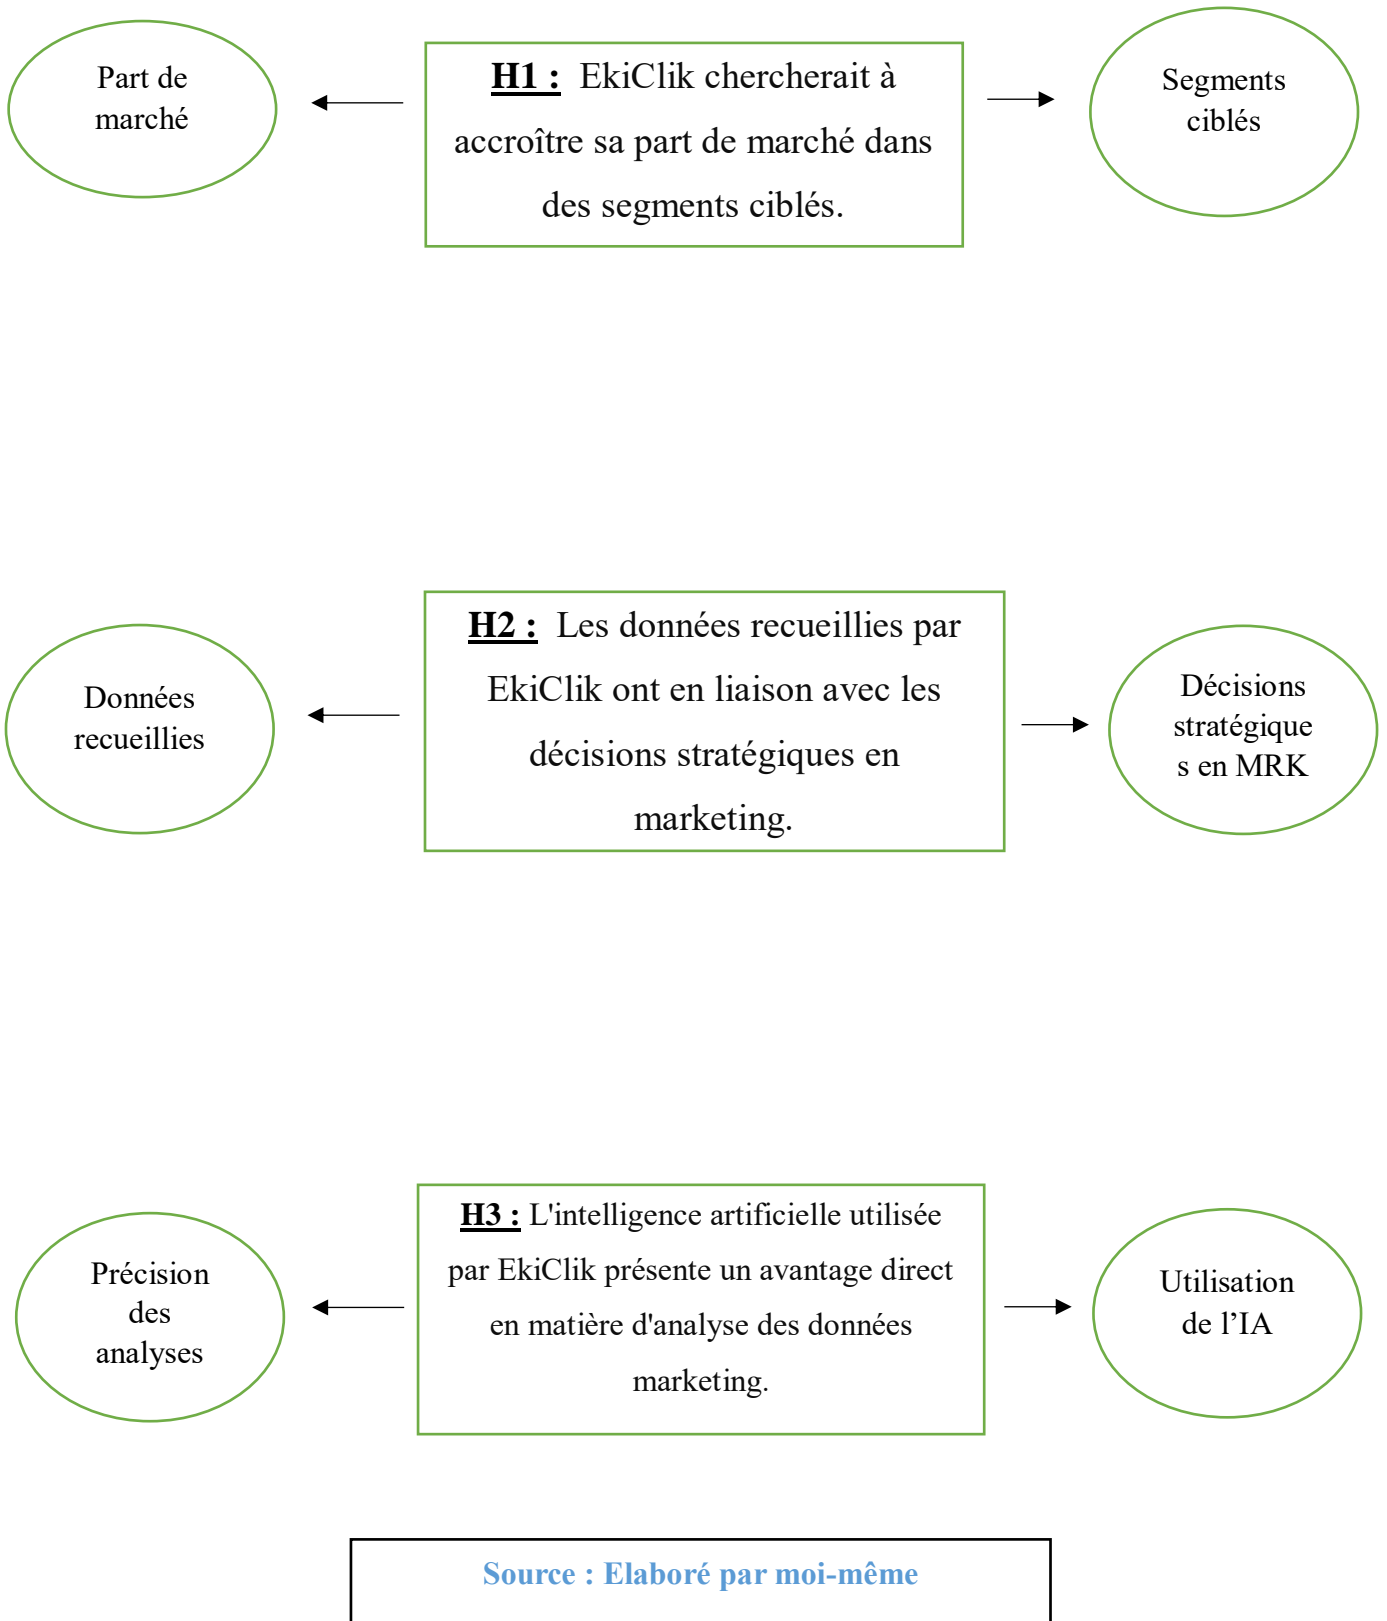 Part de
marché
H1 : EkiClik chercherait à
accroître sa part de marché dans
des segments ciblés.
Segments
ciblés
Données
recueillies
H2 : Les données recueillies par
EkiClik ont en liaison avec les
décisions stratégiques en
marketing.
Décisions
stratégique
s en MRK
Précision
des
analyses
H3 : L'intelligence artificielle utilisée
par EkiClik présente un avantage direct
en matière d'analyse des données
marketing.
Utilisation
de l’IA
Source : Elaboré par moi-même